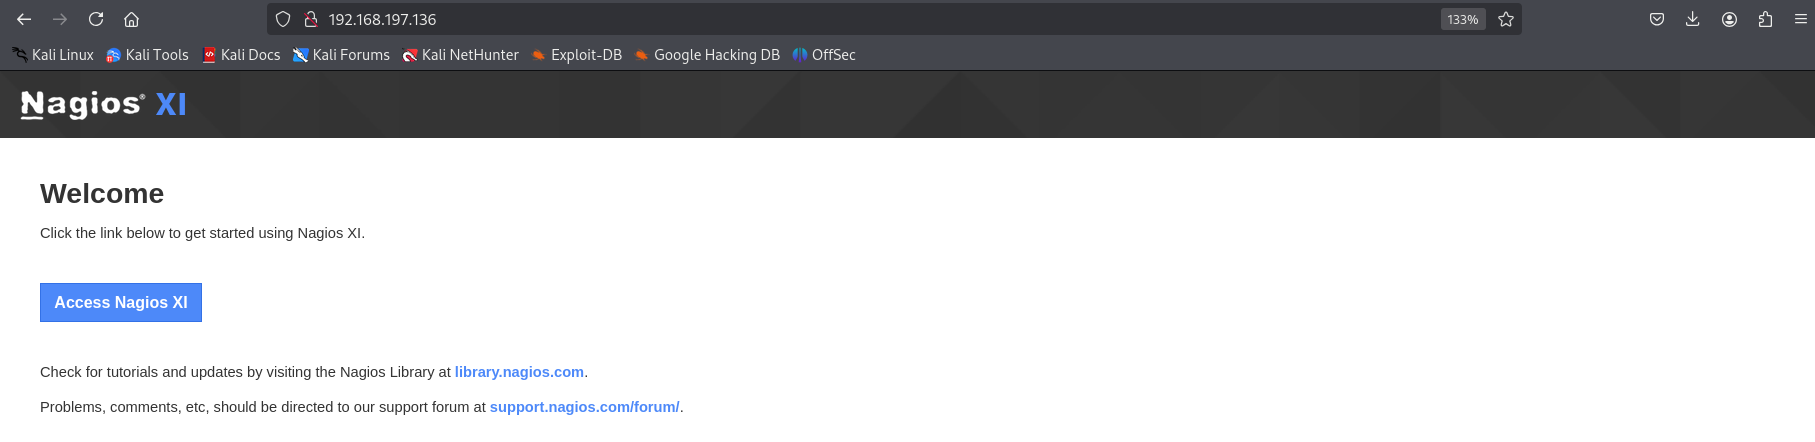 192.168.197.136
133%
Kali Linux Kali Tools Kali Docs Kali Forums Kali NetHunter Exploit-DB Google Hacking DB OffSec
Nagios® XI
Welcome
Click the link below to get started using Nagios XI.
Access Nagios XI
Check for tutorials and updates by visiting the Nagios Library at library.nagios.com.
Problems, comments, etc, should be directed to our support forum at support.nagios.com/forum/.